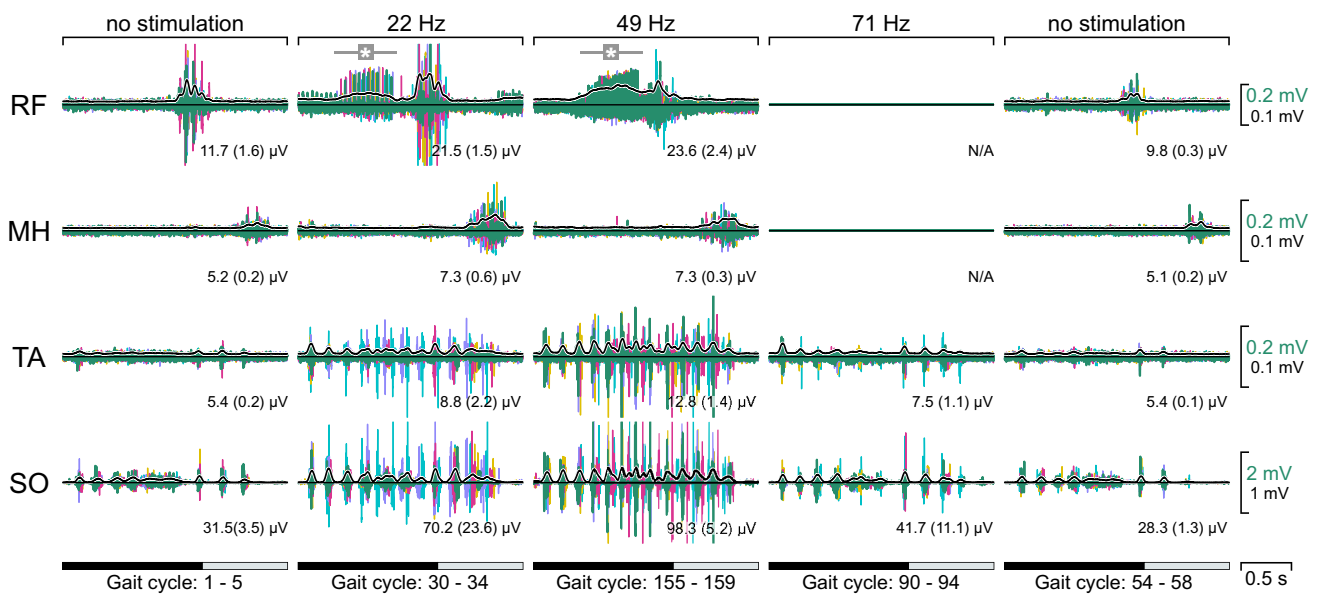 no stimulation 22 Hz 49 Hz 71 Hz no stimulation
* *
RF
0.2 mV
0.1 mV
11.7 (1.6) µV 21.5 (1.5) µV 23.6 (2.4) µV N/A 9.8 (0.3) µV
MH
0.2 mV
0.1 mV
5.2 (0.2) µV 7.3 (0.6) µV 7.3 (0.3) µV N/A 5.1 (0.2) µV
TA
0.2 mV
0.1 mV
5.4 (0.2) µV 8.8 (2.2) µV 12.8 (1.4) µV 7.5 (1.1) µV 5.4 (0.1) µV
SO
2 mV
1 mV
31.5(3.5) µV 70.2 (23.6) µV 98.3 (5.2) µV 41.7 (11.1) µV 28.3 (1.3) µV
Gait cycle: 1 - 5 Gait cycle: 30 - 34 Gait cycle: 155 - 159 Gait cycle: 90 - 94 Gait cycle: 54 - 58 0.5 s